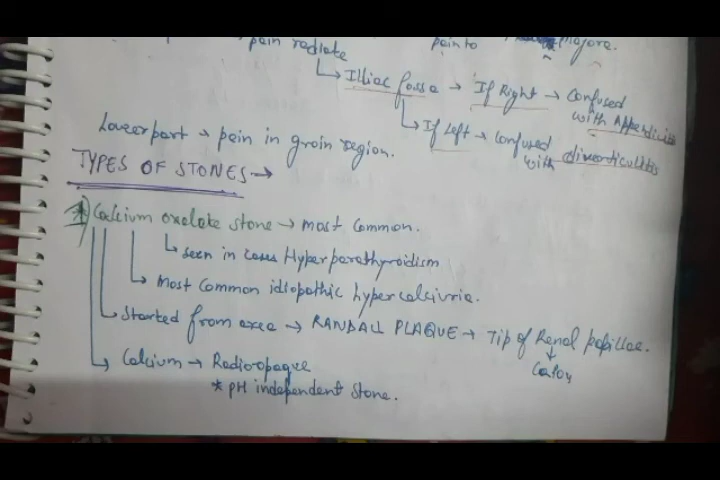 pain radiate pain to majora.
↳ Illiac fossa → If Right → Confused with Appendicitis
↳ If Left → Confused with diverticulitis
Lower part → pain in groin region.
TYPES OF STONES →
Calcium oxalate stone → most common.
↳ seen in cases Hyperparathyroidism
↳ most Common idiopathic hypercalciuria.
↳ Started from area → RANDALL PLAQUE → Tip of Renal papillae.
↓
↳ Calcium → Radio-opaque
* pH independent stone.